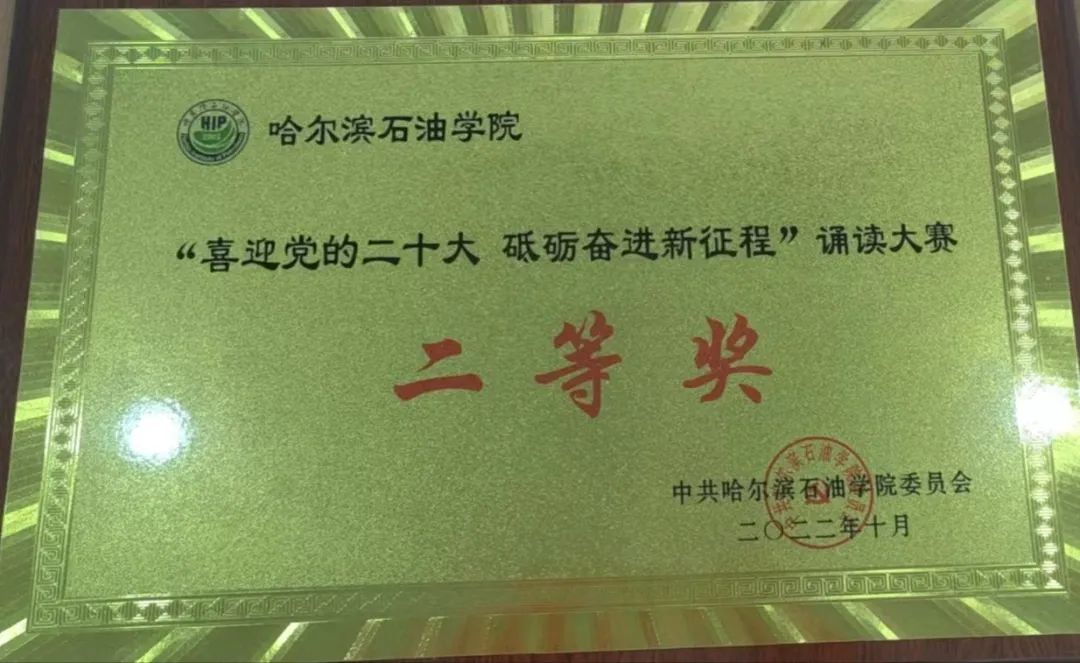 HIP
哈尔滨石油学院
“喜迎党的二十大 砥砺奋进新征程”诵读大赛
二等奖
中共哈尔滨石油学院委员会
二〇二二年十月